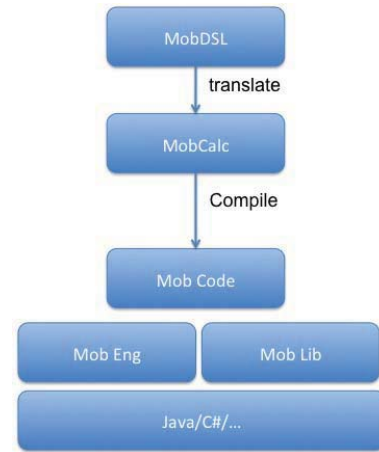 MobDSL
translate
MobCalc
Compile
Mob Code
Mob Eng
Mob Lib
Java/C#/...